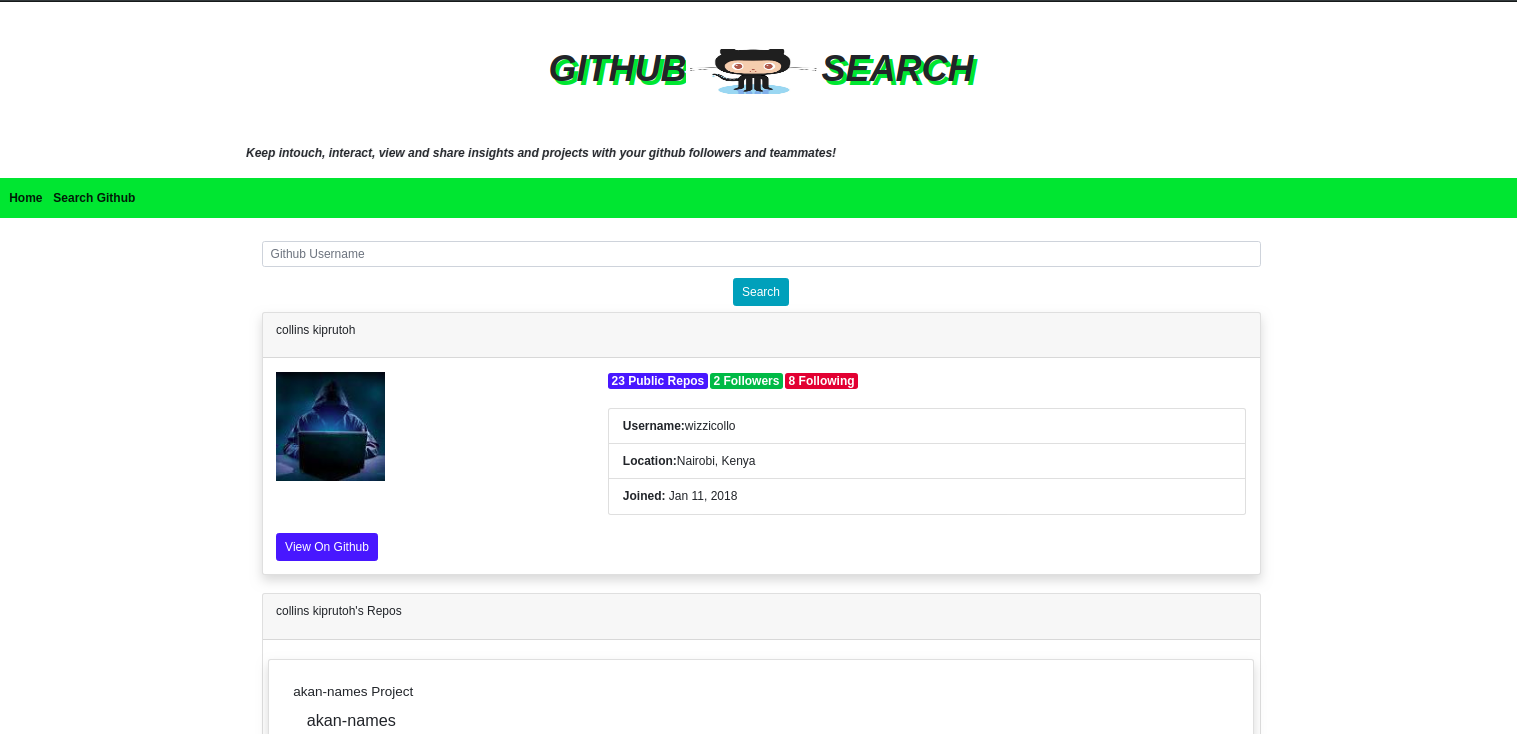 GITHUB SEARCH
Keep intouch, interact, view and share insights and projects with your github followers and teammates!
Home Search Github
Github Username
Search
collins kiprutoh
23 Public Repos 2 Followers 8 Following
Username:wizzicollo
Location:Nairobi, Kenya
Joined: Jan 11, 2018
View On Github
collins kiprutoh's Repos
akan-names Project
akan-names